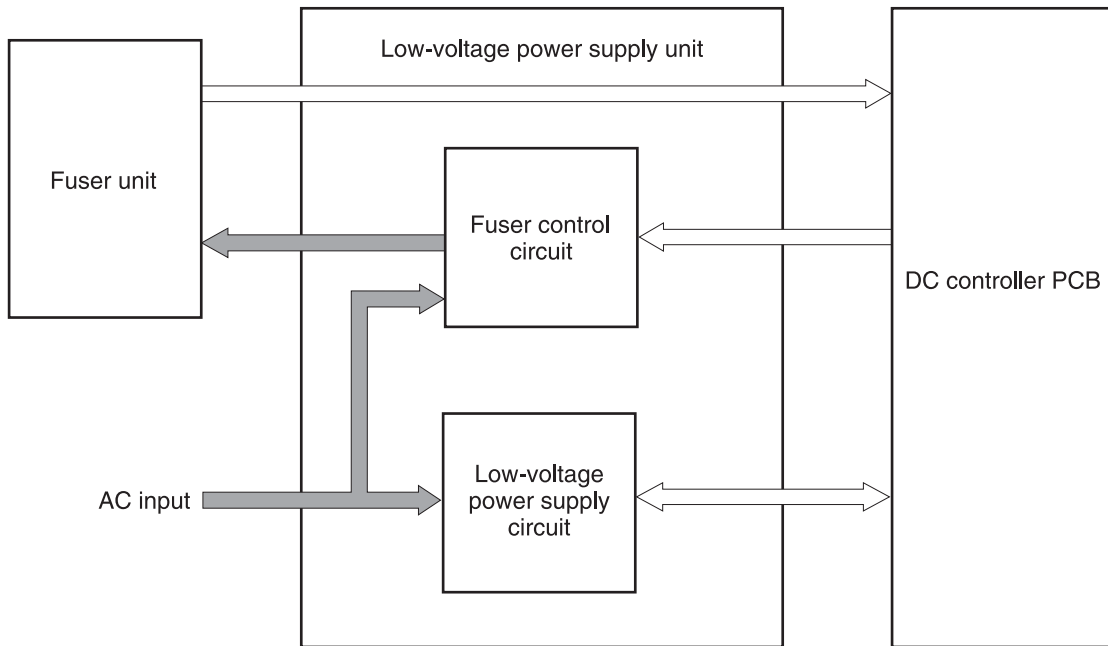 Low-voltage power supply unit
Fuser unit
Fuser control
circuit
DC controller PCB
AC input
Low-voltage
power supply
circuit